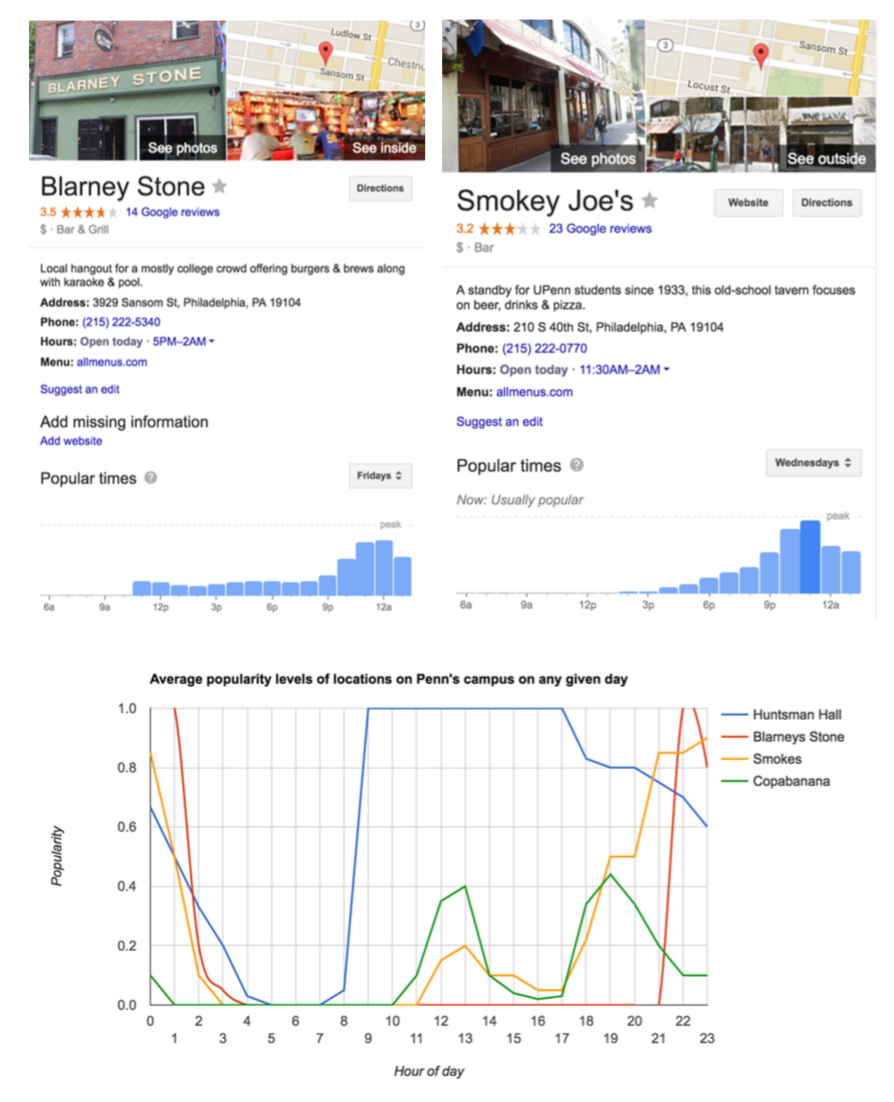 BLARNEY STONE
See photos
Ludlow St
3
Sansom St
Chestnu
See inside
Blarney Stone
Directions
3.5 14 Google reviews
$ · Bar & Grill
Local hangout for a mostly college crowd offering burgers & brews along
with karaoke & pool.
Address: 3929 Sansom St, Philadelphia, PA 19104
Phone: (215) 222-5340
Hours: Open today · 5PM–2AM
Menu: allmenus.com
Suggest an edit
Add missing information
Add website
Popular times ?
Fridays
peak
6a 9a 12p 3p 6p 9p 12a
See photos
3
Sansom St
Locust St
See outside
Smokey Joe's
Website
Directions
3.2 23 Google reviews
$ · Bar
A standby for UPenn students since 1933, this old-school tavern focuses
on beer, drinks & pizza.
Address: 210 S 40th St, Philadelphia, PA 19104
Phone: (215) 222-0770
Hours: Open today · 11:30AM–2AM
Menu: allmenus.com
Suggest an edit
Popular times ?
Wednesdays
Now: Usually popular
peak
6a 9a 12p 3p 6p 9p 12a
Average popularity levels of locations on Penn's campus on any given day
1.0
0.8
0.6
0.4
0.2
0.0
Popularity
0 2 4 6 8 10 12 14 16 18 20 22
1 3 5 7 9 11 13 15 17 19 21 23
Hour of day
Huntsman Hall
Blarneys Stone
Smokes
Copabanana